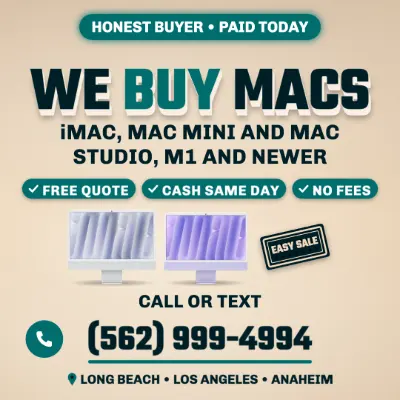 HONEST BUYER • PAID TODAY
WE BUY MACS
iMAC, MAC MINI AND MAC
STUDIO, M1 AND NEWER
FREE QUOTE
CASH SAME DAY
NO FEES
EASY SALE
CALL OR TEXT
(562) 999-4994
LONG BEACH • LOS ANGELES • ANAHEIM